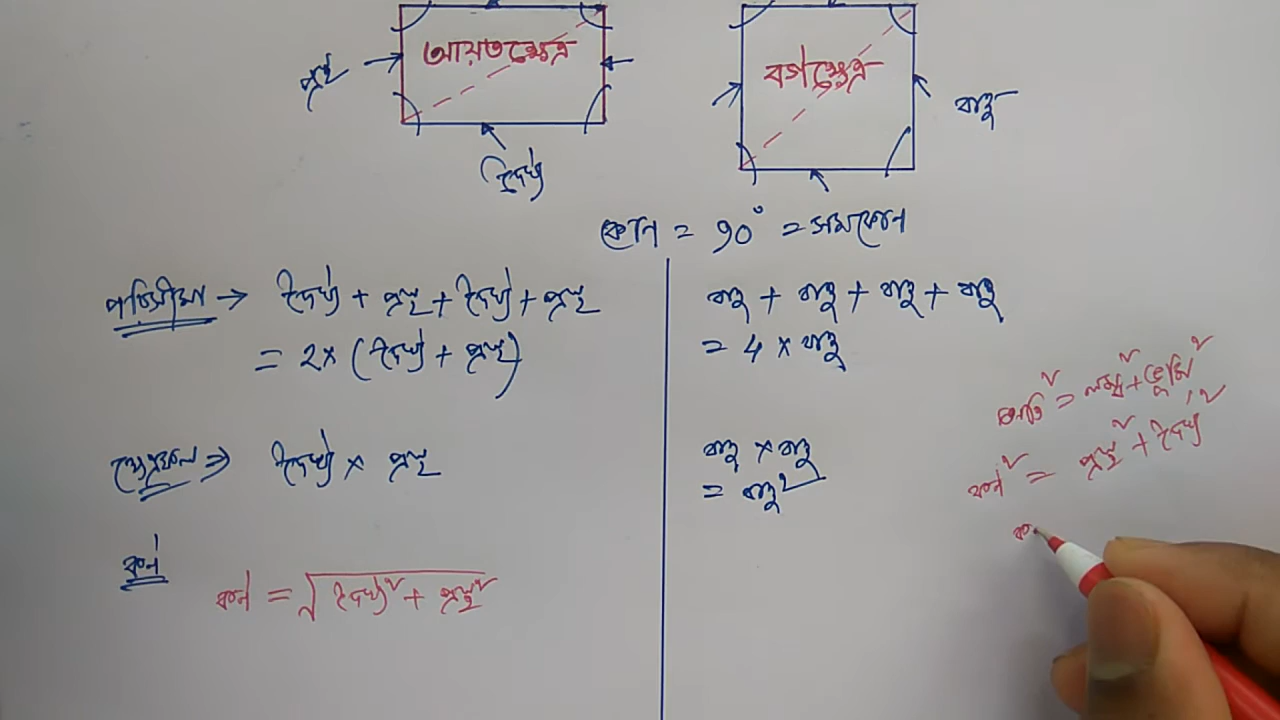 আয়তক্ষেত্র
বর্গক্ষেত্র
প্রস্থ
বাহু
দৈর্ঘ্য
কোন = 90° = সমকোন
পরিসীমা → দৈর্ঘ্য + প্রস্থ + দৈর্ঘ্য + প্রস্থ
= 2 × (দৈর্ঘ্য + প্রস্থ)
বাহু + বাহু + বাহু + বাহু
= 4 × বাহু
ক্ষেত্রফল ⇒ দৈর্ঘ্য × প্রস্থ
বাহু × বাহু
= বাহু²
অতি² = লম্ব² + ভূমি²
কর্ন² = প্রস্থ² + দৈর্ঘ্য²
ক
কর্ন
কর্ন = √দৈর্ঘ্য² + প্রস্থ²